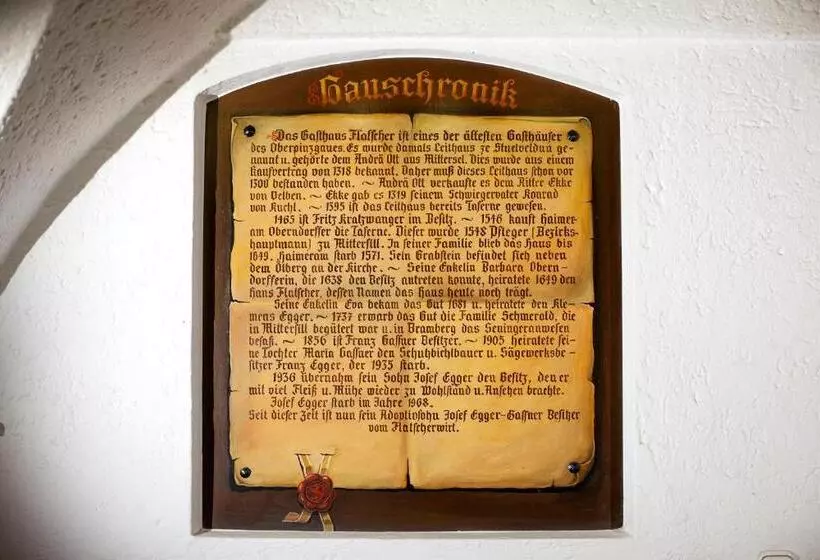 Hauschronik
Das Gasthaus Flatscher ist eines der ältesten Gasthäuser
des Oberpinzgaues. Es wurde damals Leithaus ze Stuelveldun ge-
nannt u. gehörte dem Andrä Ott aus Mittersel. Dies wurde aus einem
Kaufvertrag von 1318 bekannt. Daher muß dieses Leithaus schon vor
1300 bestanden haben. ~ Andrä Ott verkaufte es dem Ritter Ekke
von Velben. ~ Ekke gab es 1319 seinem Schwiegervater Konrad
von Kuchl. ~ 1395 ist das Leithaus bereits Taferne gewesen.
1465 ist Fritz Kratzwanger im Besitz. ~ 1546 kauft Haimer-
am Oberndorffer die Taferne. Dieser wurde 1548 Pfleger (Bezirks-
hauptmann) zu Mittersill. In seiner Familie blieb das Haus bis
1649. Haimeram starb 1571. Sein Grabstein befindet sich neben
dem Ölberg an der Kirche. ~ Seine Enkelin Barbara Obern-
dorfferin, die 1638 den Besitz antreten konnte, heiratete 1649 den
Hans Flatscher, dessen Namen das Haus heute noch trägt.
Seine Enkelin Eva bekam das Gut 1681 u. heiratete den Kle-
mens Egger. ~ 1737 erwarb das Gut die Familie Schmerold, die
in Mittersill begütert war u. in Bramberg das Seningeranwesen
besaß. ~ 1856 ist Franz Gassner Besitzer. ~ 1905 heiratete sei-
ne Tochter Maria Gassner den Schutzbichlbauer u. Sägewerksbe-
sitzer Franz Egger, der 1935 starb.
1936 übernahm sein Sohn Josef Egger den Besitz, den er
mit viel Fleiß u. Mühe wieder zu Wohlstand u. Ansehen brachte.
Josef Egger starb im Jahre 1968.
Seit dieser Zeit ist nun sein Adoptivsohn Josef Egger-Gassner Besitzer
vom Flatscherwirt.